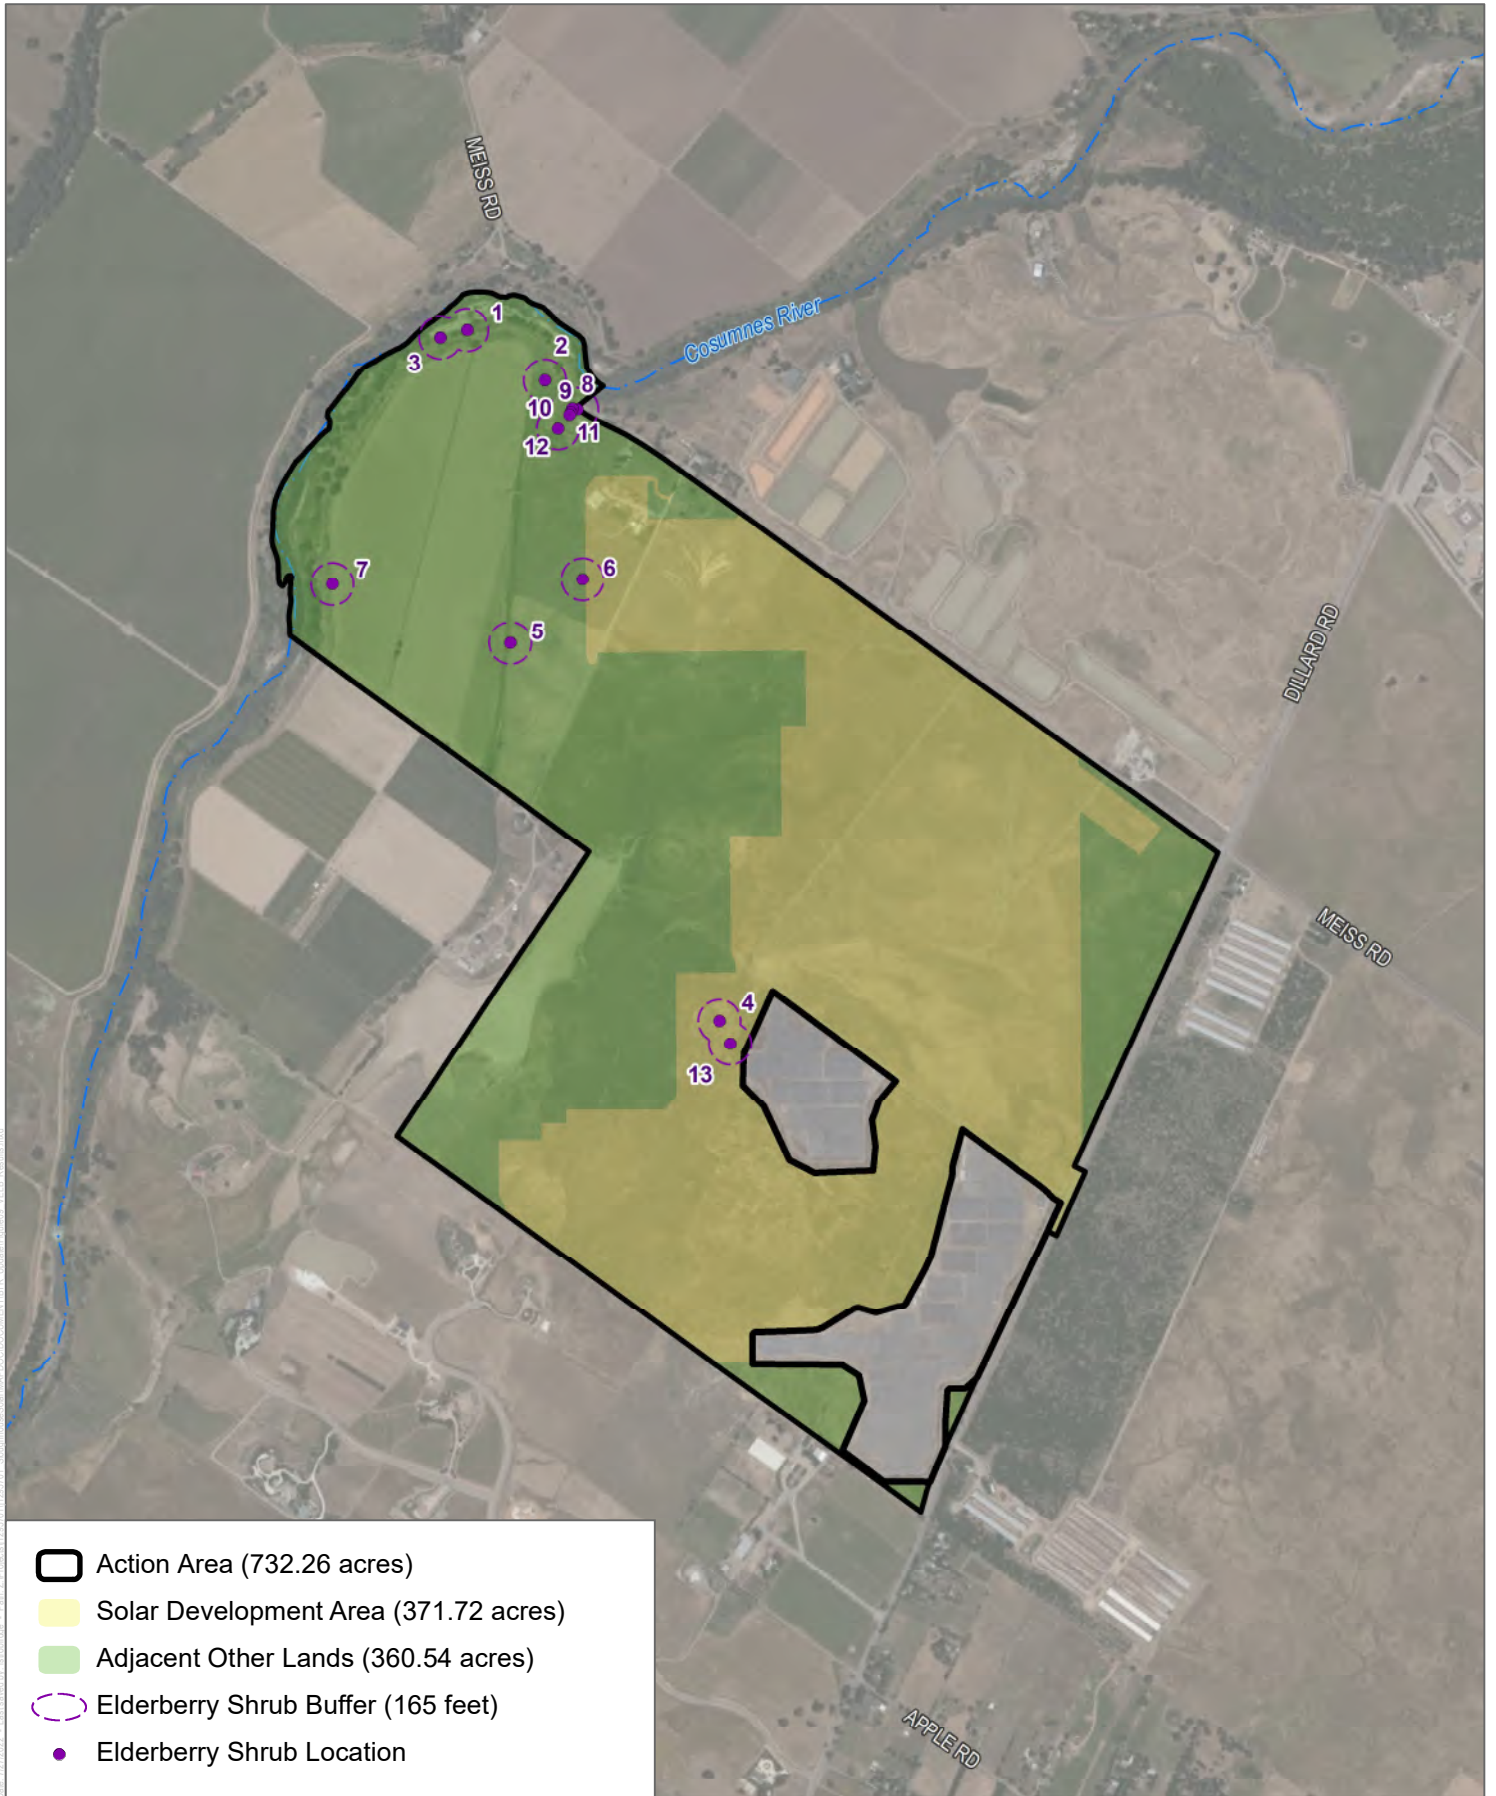 MEISS RD
Cosumnes River
1
3
2
9
8
10
11
12
7
6
5
DILLARD RD
MEISS RD
4
13
APPLE RD
Action Area (732.26 acres)
Solar Development Area (371.72 acres)
Adjacent Other Lands (360.54 acres)
Elderberry Shrub Buffer (165 feet)
Elderberry Shrub Location